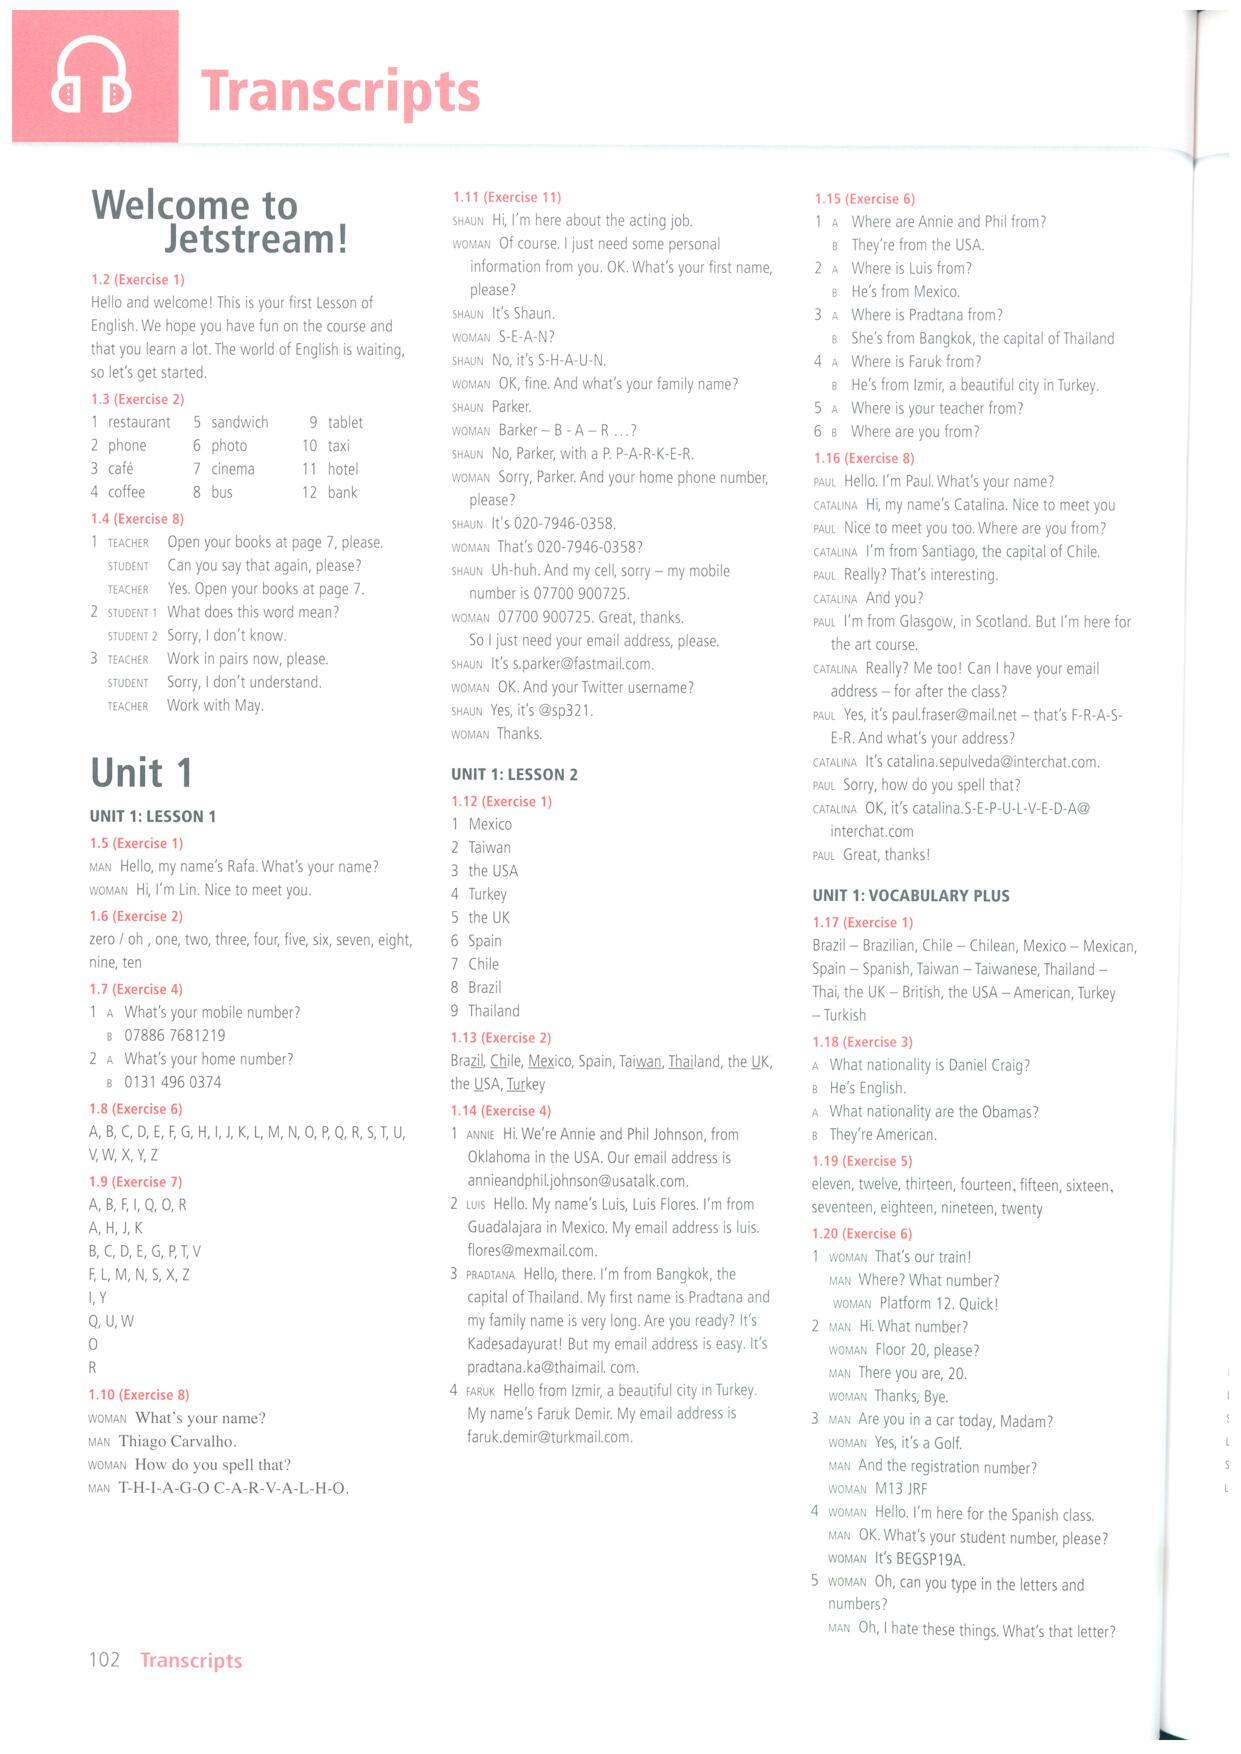 Transcripts
Welcome to
Jetstream!
1.2 (Exercise 1)
Hello and welcome! This is your first Lesson of
English. We hope you have fun on the course and
that you learn a lot. The world of English is waiting,
so let's get started.
1.3 (Exercise 2)
1 restaurant 5 sandwich 9 tablet
2 phone 6 photo 10 taxi
3 café 7 cinema 11 hotel
4 coffee 8 bus 12 bank
1.4 (Exercise 8)
1 TEACHER Open your books at page 7, please.
STUDENT Can you say that again, please?
TEACHER Yes. Open your books at page 7.
2 STUDENT 1 What does this word mean?
STUDENT 2 Sorry, I don't know.
3 TEACHER Work in pairs now, please.
STUDENT Sorry, I don't understand.
TEACHER Work with May.
Unit 1
UNIT 1: LESSON 1
1.5 (Exercise 1)
MAN Hello, my name's Rafa. What's your name?
WOMAN Hi, I'm Lin. Nice to meet you.
1.6 (Exercise 2)
zero / oh , one, two, three, four, five, six, seven, eight,
nine, ten
1.7 (Exercise 4)
1 A What's your mobile number?
B 07886 7681219
2 A What's your home number?
B 0131 496 0374
1.8 (Exercise 6)
A, B, C, D, E, F, G, H, I, J, K, L, M, N, O, P, Q, R, S, T, U,
V, W, X, Y, Z
1.9 (Exercise 7)
A, B, F, I, Q, O, R
A, H, J, K
B, C, D, E, G, P, T, V
F, L, M, N, S, X, Z
I, Y
Q, U, W
O
R
1.10 (Exercise 8)
WOMAN What's your name?
MAN Thiago Carvalho.
WOMAN How do you spell that?
MAN T-H-I-A-G-O C-A-R-V-A-L-H-O.
1.11 (Exercise 11)
SHAUN Hi, I'm here about the acting job.
WOMAN Of course. I just need some personal
information from you. OK. What's your first name,
please?
SHAUN It's Shaun.
WOMAN S-E-A-N?
SHAUN No, it's S-H-A-U-N.
WOMAN OK, fine. And what's your family name?
SHAUN Parker.
WOMAN Barker – B - A – R ...?
SHAUN No, Parker, with a P. P-A-R-K-E-R.
WOMAN Sorry, Parker. And your home phone number,
please?
SHAUN It's 020-7946-0358.
WOMAN That's 020-7946-0358?
SHAUN Uh-huh. And my cell, sorry – my mobile
number is 07700 900725.
WOMAN 07700 900725. Great, thanks.
So I just need your email address, please.
SHAUN It's s.parker@fastmail.com.
WOMAN OK. And your Twitter username?
SHAUN Yes, it's @sp321.
WOMAN Thanks.
UNIT 1: LESSON 2
1.12 (Exercise 1)
1 Mexico
2 Taiwan
3 the USA
4 Turkey
5 the UK
6 Spain
7 Chile
8 Brazil
9 Thailand
1.13 (Exercise 2)
Brazil, Chile, Mexico, Spain, Taiwan, Thailand, the UK,
the USA, Turkey
1.14 (Exercise 4)
1 ANNIE Hi. We're Annie and Phil Johnson, from
Oklahoma in the USA. Our email address is
annieandphil.johnson@usatalk.com.
2 LUIS Hello. My name's Luis, Luis Flores. I'm from
Guadalajara in Mexico. My email address is luis.
flores@mexmail.com.
3 PRADTANA Hello, there. I'm from Bangkok, the
capital of Thailand. My first name is Pradtana and
my family name is very long. Are you ready? It's
Kadesadayurat! But my email address is easy. It's
pradtana.ka@thaimail. com.
4 FARUK Hello from Izmir, a beautiful city in Turkey.
My name's Faruk Demir. My email address is
faruk.demir@turkmail.com.
1.15 (Exercise 6)
1 A Where are Annie and Phil from?
B They're from the USA.
2 A Where is Luis from?
B He's from Mexico.
3 A Where is Pradtana from?
B She's from Bangkok, the capital of Thailand
4 A Where is Faruk from?
B He's from Izmir, a beautiful city in Turkey.
5 A Where is your teacher from?
6 B Where are you from?
1.16 (Exercise 8)
PAUL Hello. I'm Paul. What's your name?
CATALINA Hi, my name's Catalina. Nice to meet you
PAUL Nice to meet you too. Where are you from?
CATALINA I'm from Santiago, the capital of Chile.
PAUL Really? That's interesting.
CATALINA And you?
PAUL I'm from Glasgow, in Scotland. But I'm here for
the art course.
CATALINA Really? Me too! Can I have your email
address – for after the class?
PAUL Yes, it's paul.fraser@mail.net – that's F-R-A-S-
E-R. And what's your address?
CATALINA It's catalina.sepulveda@interchat.com.
PAUL Sorry, how do you spell that?
CATALINA OK, it's catalina.S-E-P-U-L-V-E-D-A@
interchat.com
PAUL Great, thanks!
UNIT 1: VOCABULARY PLUS
1.17 (Exercise 1)
Brazil – Brazilian, Chile – Chilean, Mexico – Mexican,
Spain – Spanish, Taiwan – Taiwanese, Thailand –
Thai, the UK – British, the USA – American, Turkey
– Turkish
1.18 (Exercise 3)
A What nationality is Daniel Craig?
B He's English.
A What nationality are the Obamas?
B They're American.
1.19 (Exercise 5)
eleven, twelve, thirteen, fourteen, fifteen, sixteen,
seventeen, eighteen, nineteen, twenty
1.20 (Exercise 6)
1 WOMAN That's our train!
MAN Where? What number?
WOMAN Platform 12. Quick!
2 MAN Hi. What number?
WOMAN Floor 20, please?
MAN There you are, 20.
WOMAN Thanks, Bye.
3 MAN Are you in a car today, Madam?
WOMAN Yes, it's a Golf.
MAN And the registration number?
WOMAN M13 JRF
4 WOMAN Hello. I'm here for the Spanish class.
MAN OK. What's your student number, please?
WOMAN It's BEGSP19A.
5 WOMAN Oh, can you type in the letters and
numbers?
MAN Oh, I hate these things. What's that letter?
102 Transcripts